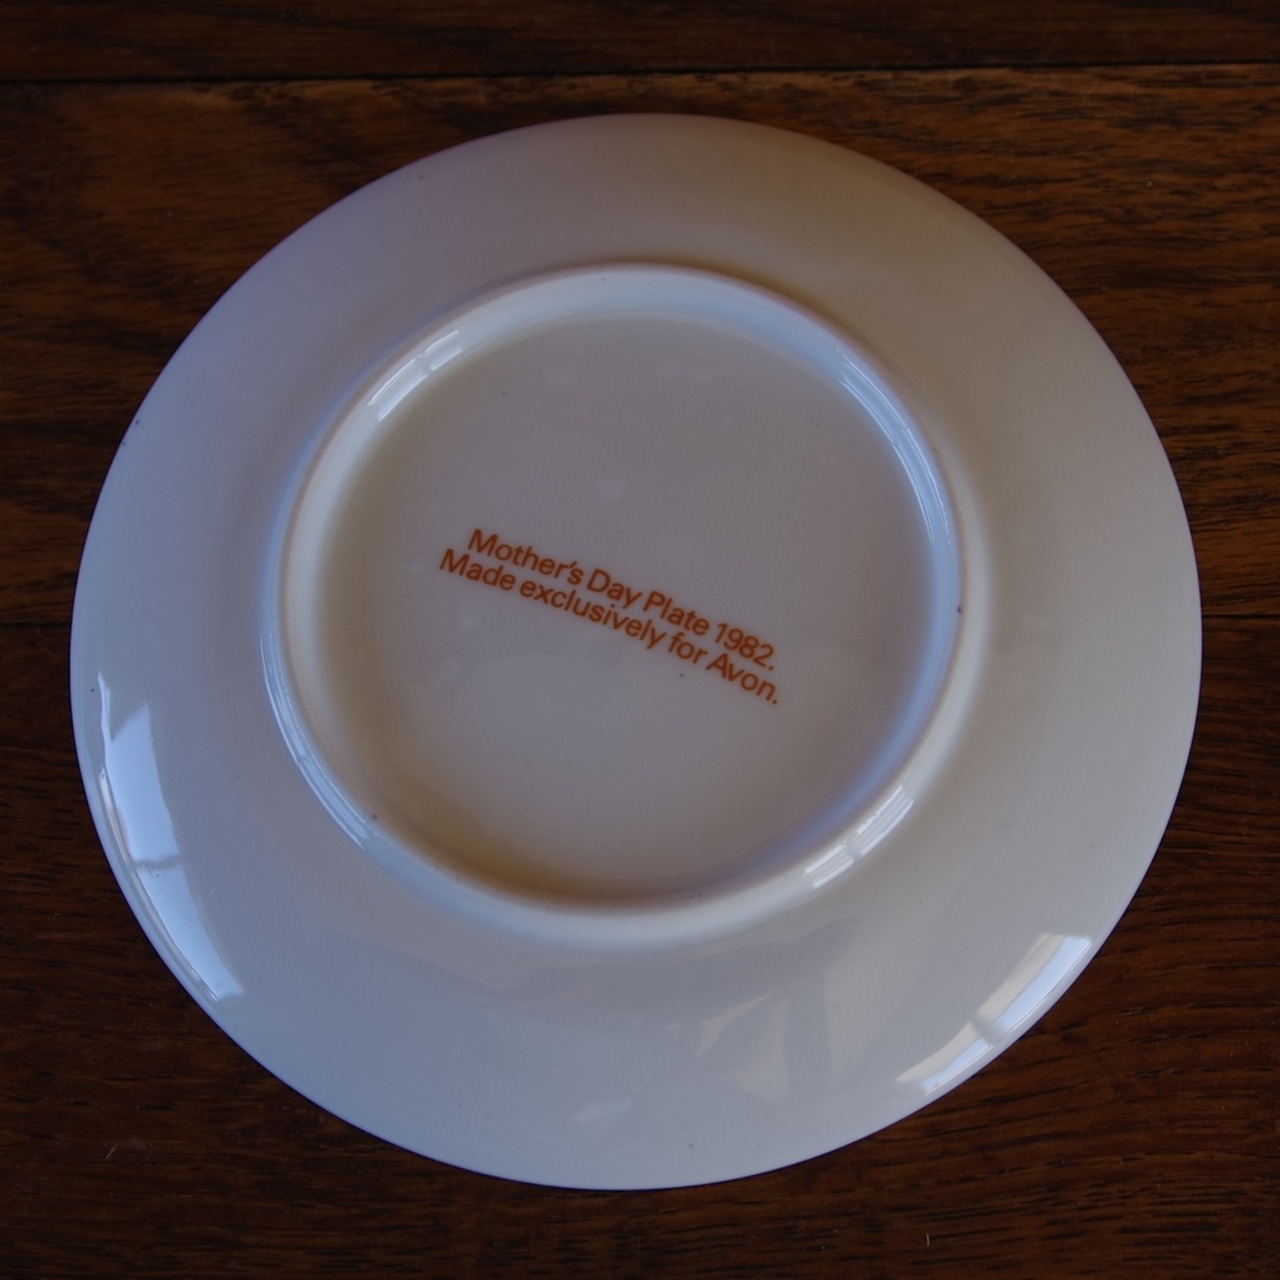 Mother's Day Plate 1982.
Made exclusively for Avon.